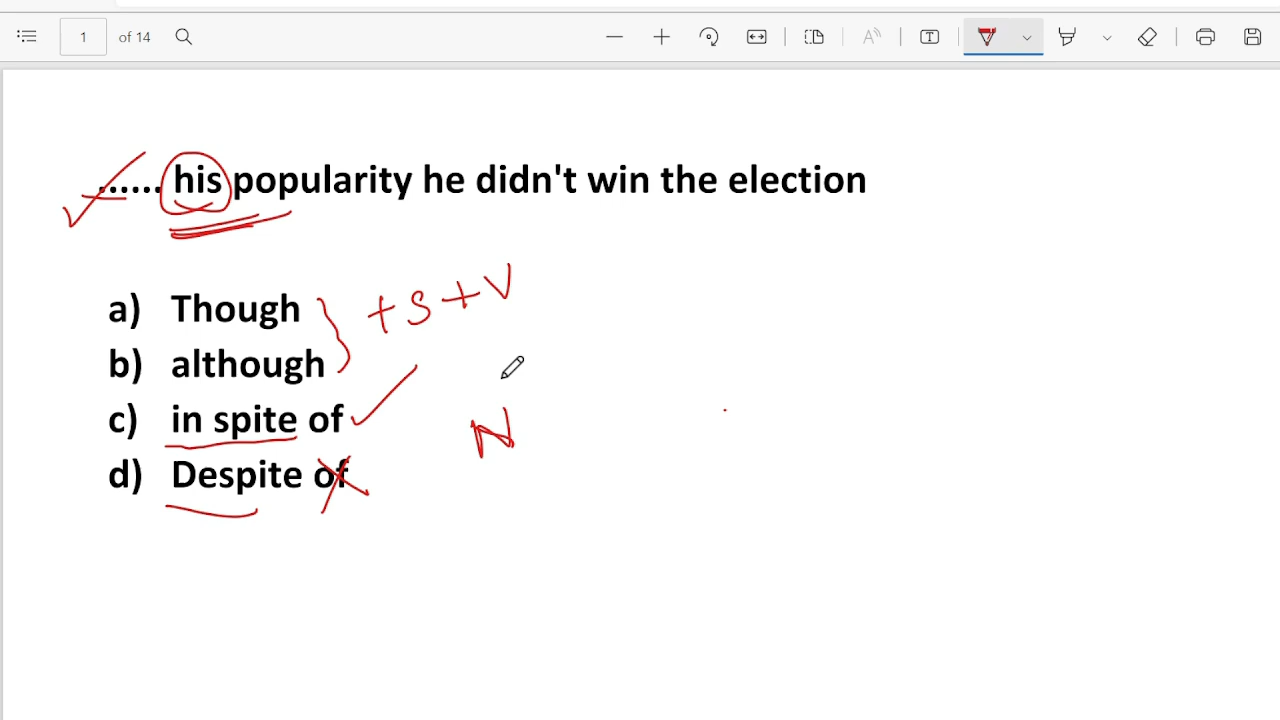 1 of 14
...... his popularity he didn't win the election
a) Though
+ S + V
b) although
c) in spite of
N
d) Despite of